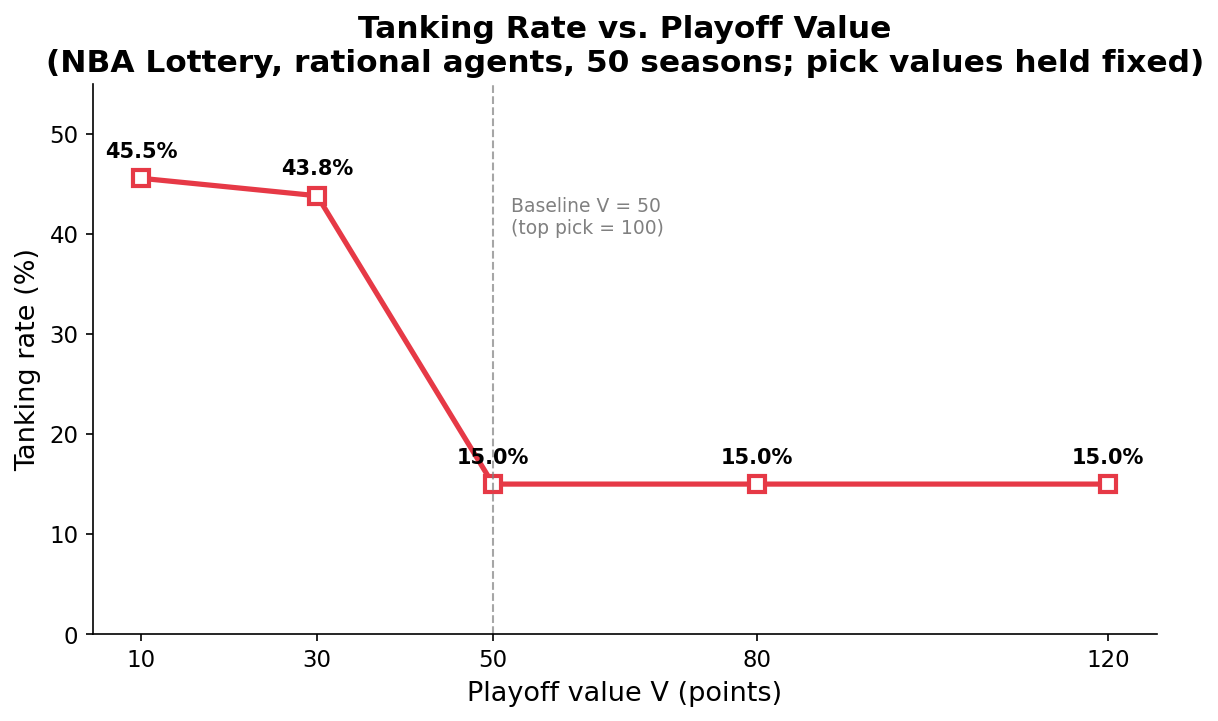 Tanking Rate vs. Playoff Value
(NBA Lottery, rational agents, 50 seasons; pick values held fixed)
50
40
30
20
10
0
Tanking rate (%)
45.5%
43.8%
Baseline V = 50
(top pick = 100)
15.0%
15.0%
15.0%
10
30
50
80
120
Playoff value V (points)